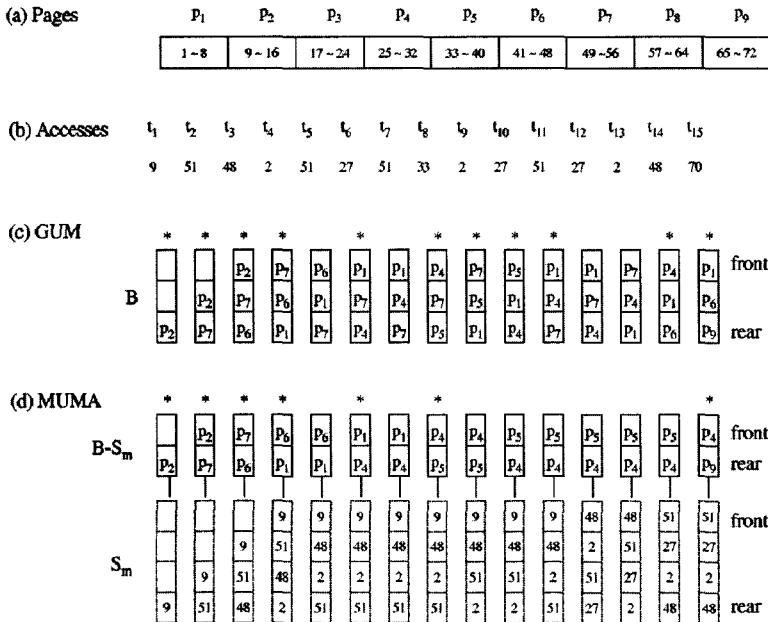 (a) Pages p₁ p₂ p₃ p₄ p₅ p₆ p₇ p₈ p₉
1 ~ 8 9 ~ 16 17 ~ 24 25 ~ 32 33 ~ 40 41 ~ 48 49 ~ 56 57 ~ 64 65 ~ 72
(b) Accesses t₁ t₂ t₃ t₄ t₅ t₆ t₇ t₈ t₉ t₁₀ t₁₁ t₁₂ t₁₃ t₁₄ t₁₅
9 51 48 2 51 27 51 33 2 27 51 27 2 48 70
(c) GUM * * * * * * * * * * *
p₂ p₇ p₆ p₁ p₁ p₄ p₇ p₅ p₁ p₁ p₇ p₄ p₁ front
B p₂ p₇ p₆ p₁ p₇ p₄ p₇ p₅ p₁ p₄ p₇ p₄ p₁ p₆
p₂ p₇ p₆ p₁ p₇ p₄ p₇ p₅ p₁ p₄ p₇ p₄ p₁ p₆ p₉ rear
(d) MUMA * * * * * * *
B-Sₘ p₂ p₇ p₆ p₆ p₁ p₁ p₄ p₄ p₅ p₅ p₅ p₅ p₅ p₄ front
p₂ p₇ p₆ p₁ p₁ p₄ p₄ p₅ p₅ p₄ p₄ p₄ p₄ p₄ p₉ rear
9 9 9 9 9 9 9 9 48 48 51 51 front
9 51 48 48 48 48 48 48 48 2 51 27 27
Sₘ 9 51 48 2 2 2 2 51 51 2 51 27 2 2
9 51 48 2 51 51 51 51 2 2 51 27 2 48 48 rear